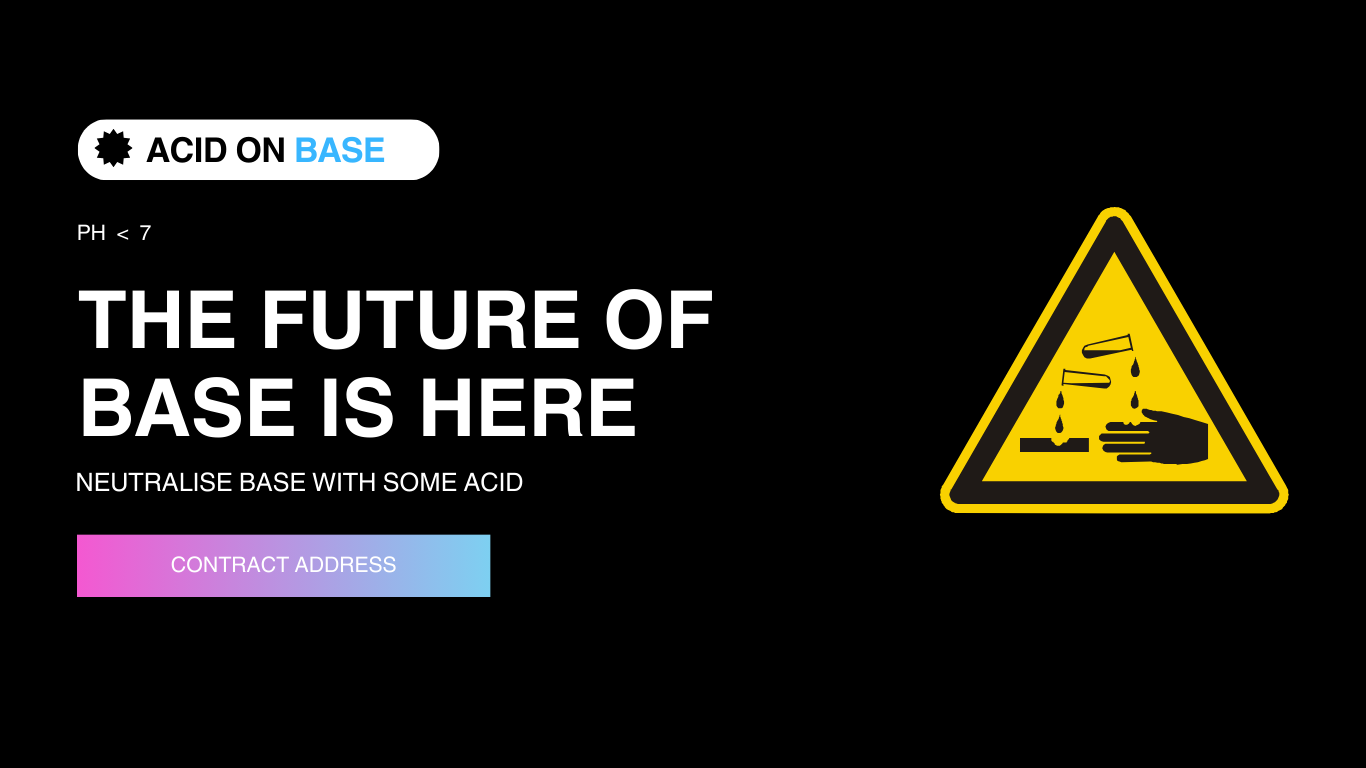 ACID ON BASE
PH < 7
THE FUTURE OF
BASE IS HERE
NEUTRALISE BASE WITH SOME ACID
CONTRACT ADDRESS